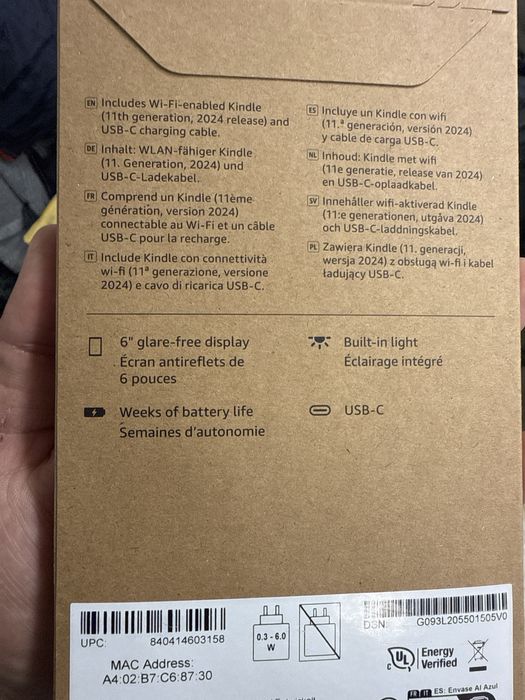 EN Includes Wi-Fi-enabled Kindle
(11th generation, 2024 release) and
USB-C charging cable.
DE Inhalt: WLAN-fähiger Kindle
(11. Generation, 2024) und
USB-C-Ladekabel.
FR Comprend un Kindle (11ème
génération, version 2024)
connectable au Wi-Fi et un câble
USB-C pour la recharge.
IT Include Kindle con connettività
wi-fi (11ª generazione, versione
2024) e cavo di ricarica USB-C.
ES Incluye un Kindle con wifi
(11.ª generación, versión 2024)
y cable de carga USB-C.
NL Inhoud: Kindle met wifi
(11e generatie, release van 2024)
en USB-C-oplaadkabel.
SV Innehåller wifi-aktiverad Kindle
(11:e generationen, utgåva 2024)
och USB-C-laddningskabel.
PL Zawiera Kindle (11. generacji,
wersja 2024) z obsługą wi-fi i kabel
ładujący USB-C.
6" glare-free display
Écran antireflets de
6 pouces
Built-in light
Éclairage intégré
Weeks of battery life
Semaines d'autonomie
USB-C
UPC: 840414603158
MAC Address:
A4:02:B7:C6:87:30
0.3 - 6.0
W
DSN: G093L205501505V0
c UL Energy
Verified
ES: Envase Al Azul